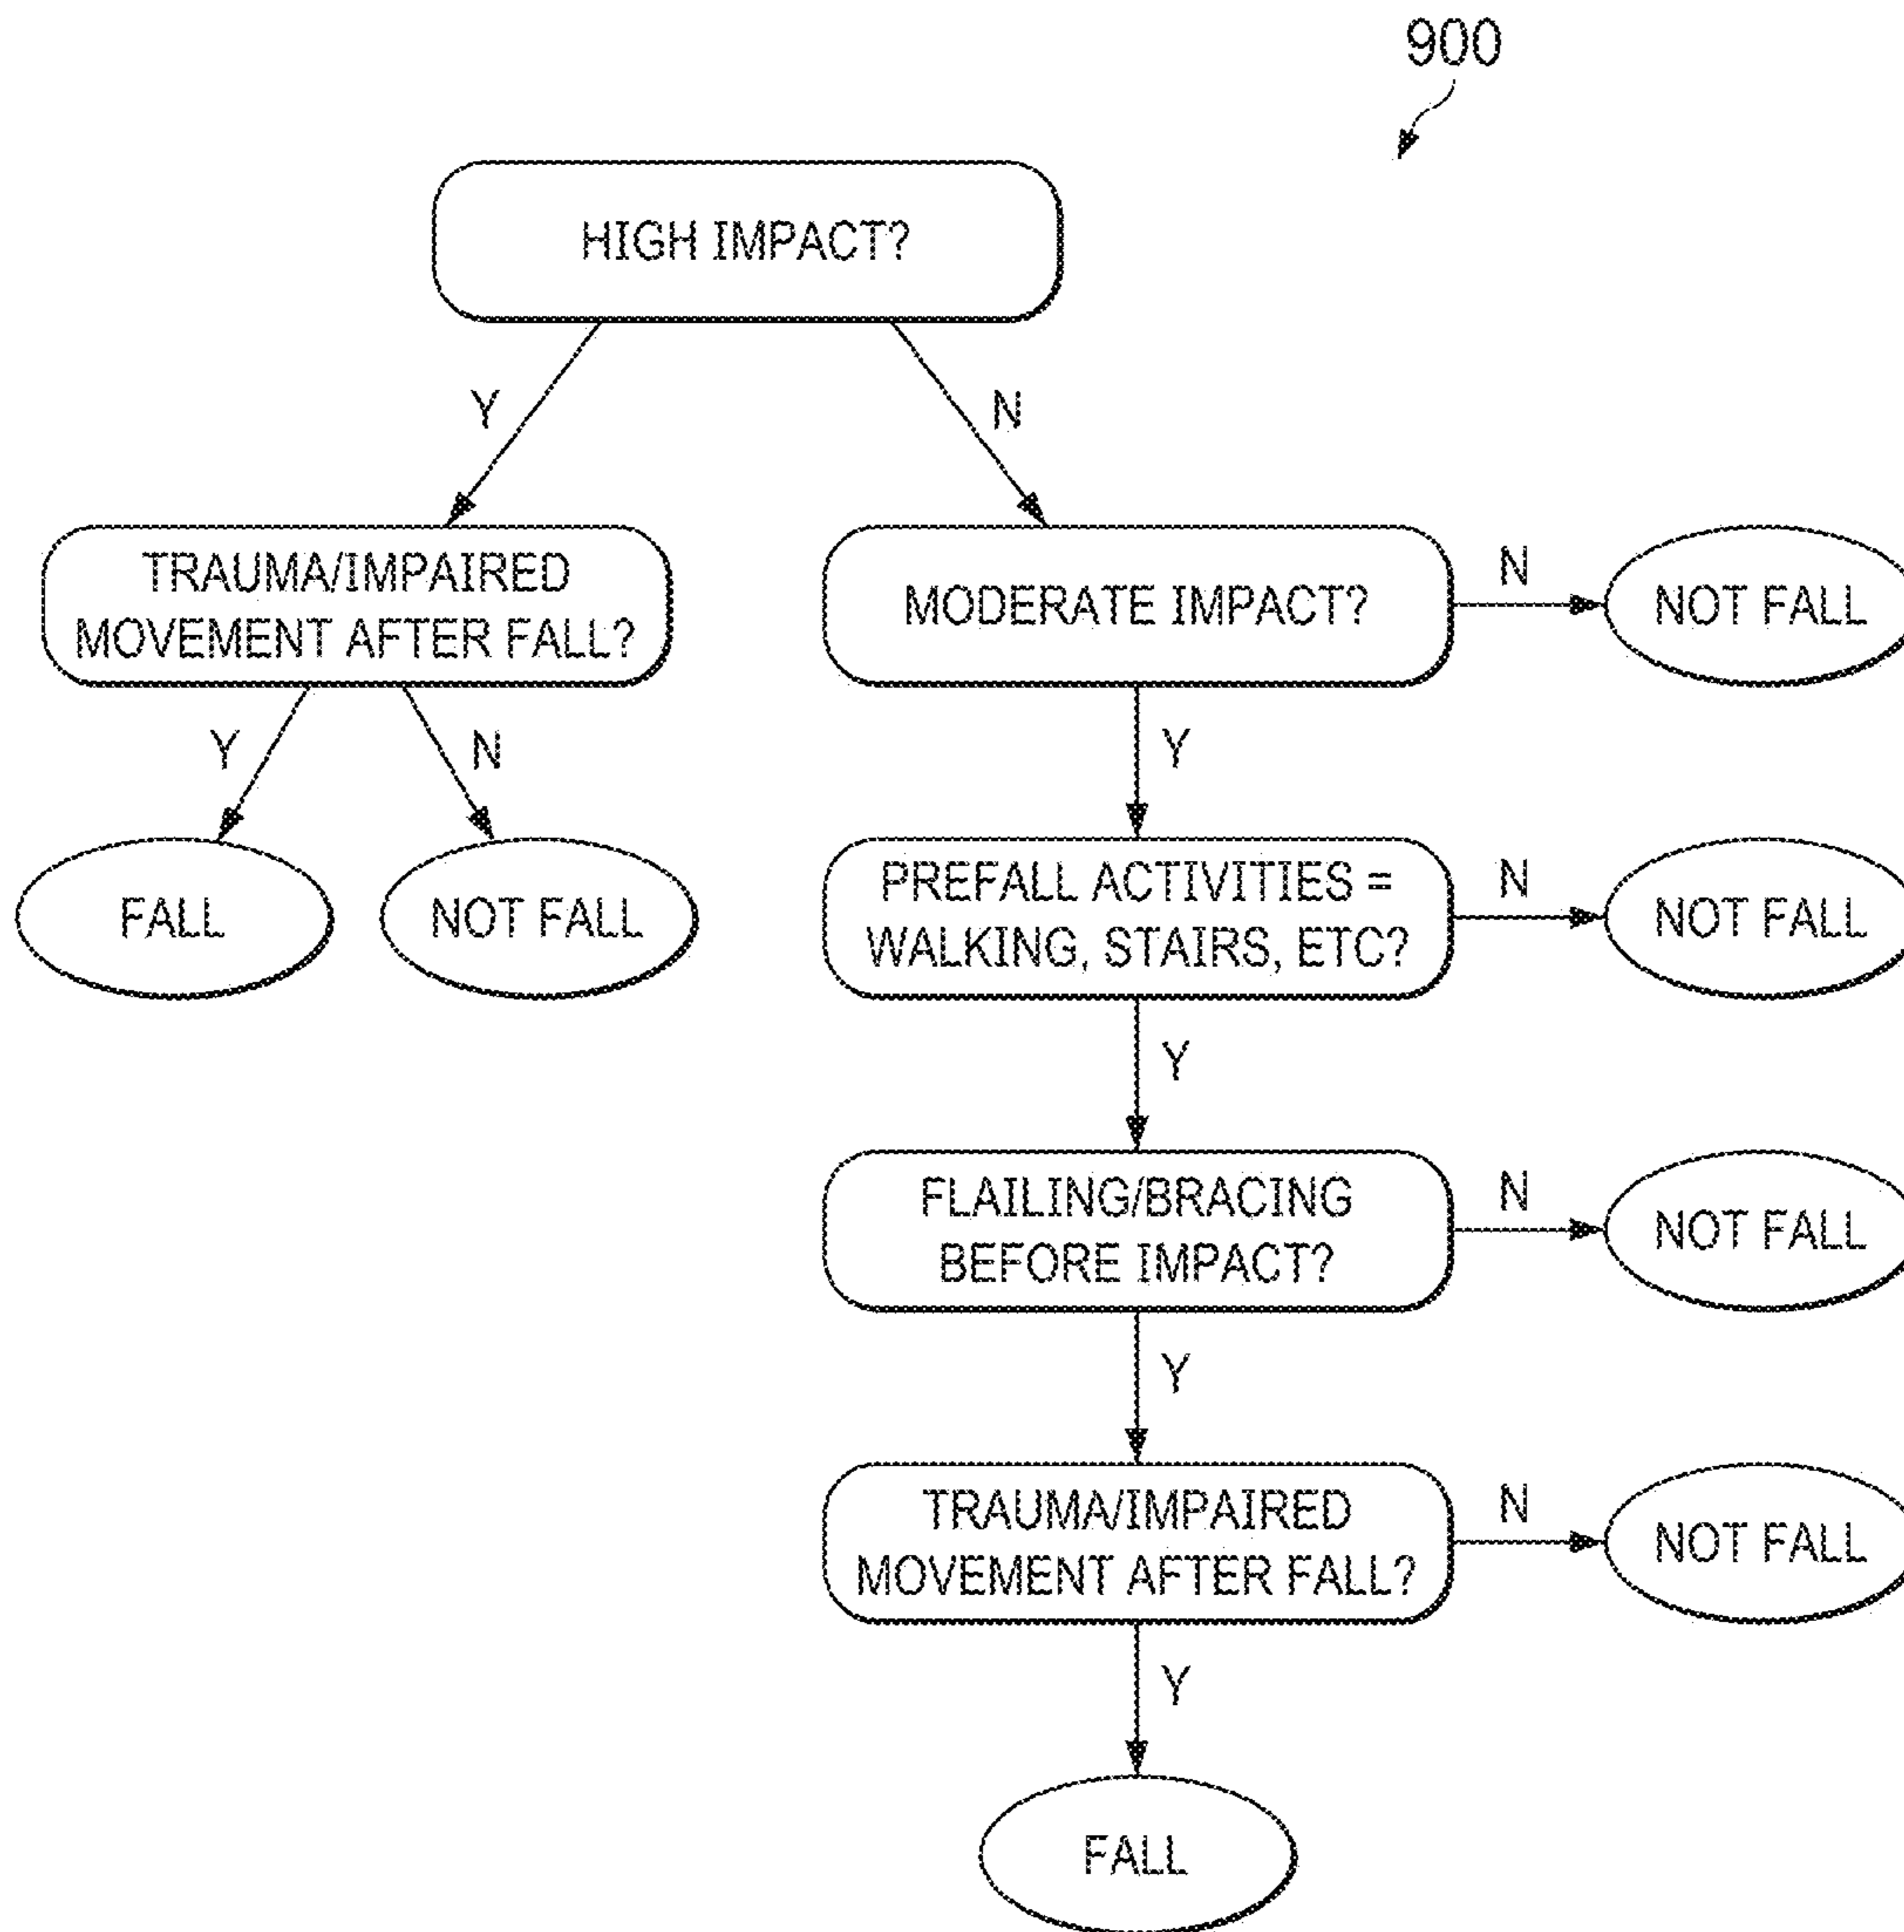 900
HIGH IMPACT?
Y
N
TRAUMA/IMPAIRED
MOVEMENT AFTER FALL?
MODERATE IMPACT?
N
NOT FALL
Y
N
Y
FALL
NOT FALL
PREFALL ACTIVITIES =
WALKING, STAIRS, ETC?
N
NOT FALL
Y
FLAILING/BRACING
BEFORE IMPACT?
N
NOT FALL
Y
TRAUMA/IMPAIRED
MOVEMENT AFTER FALL?
N
NOT FALL
Y
FALL